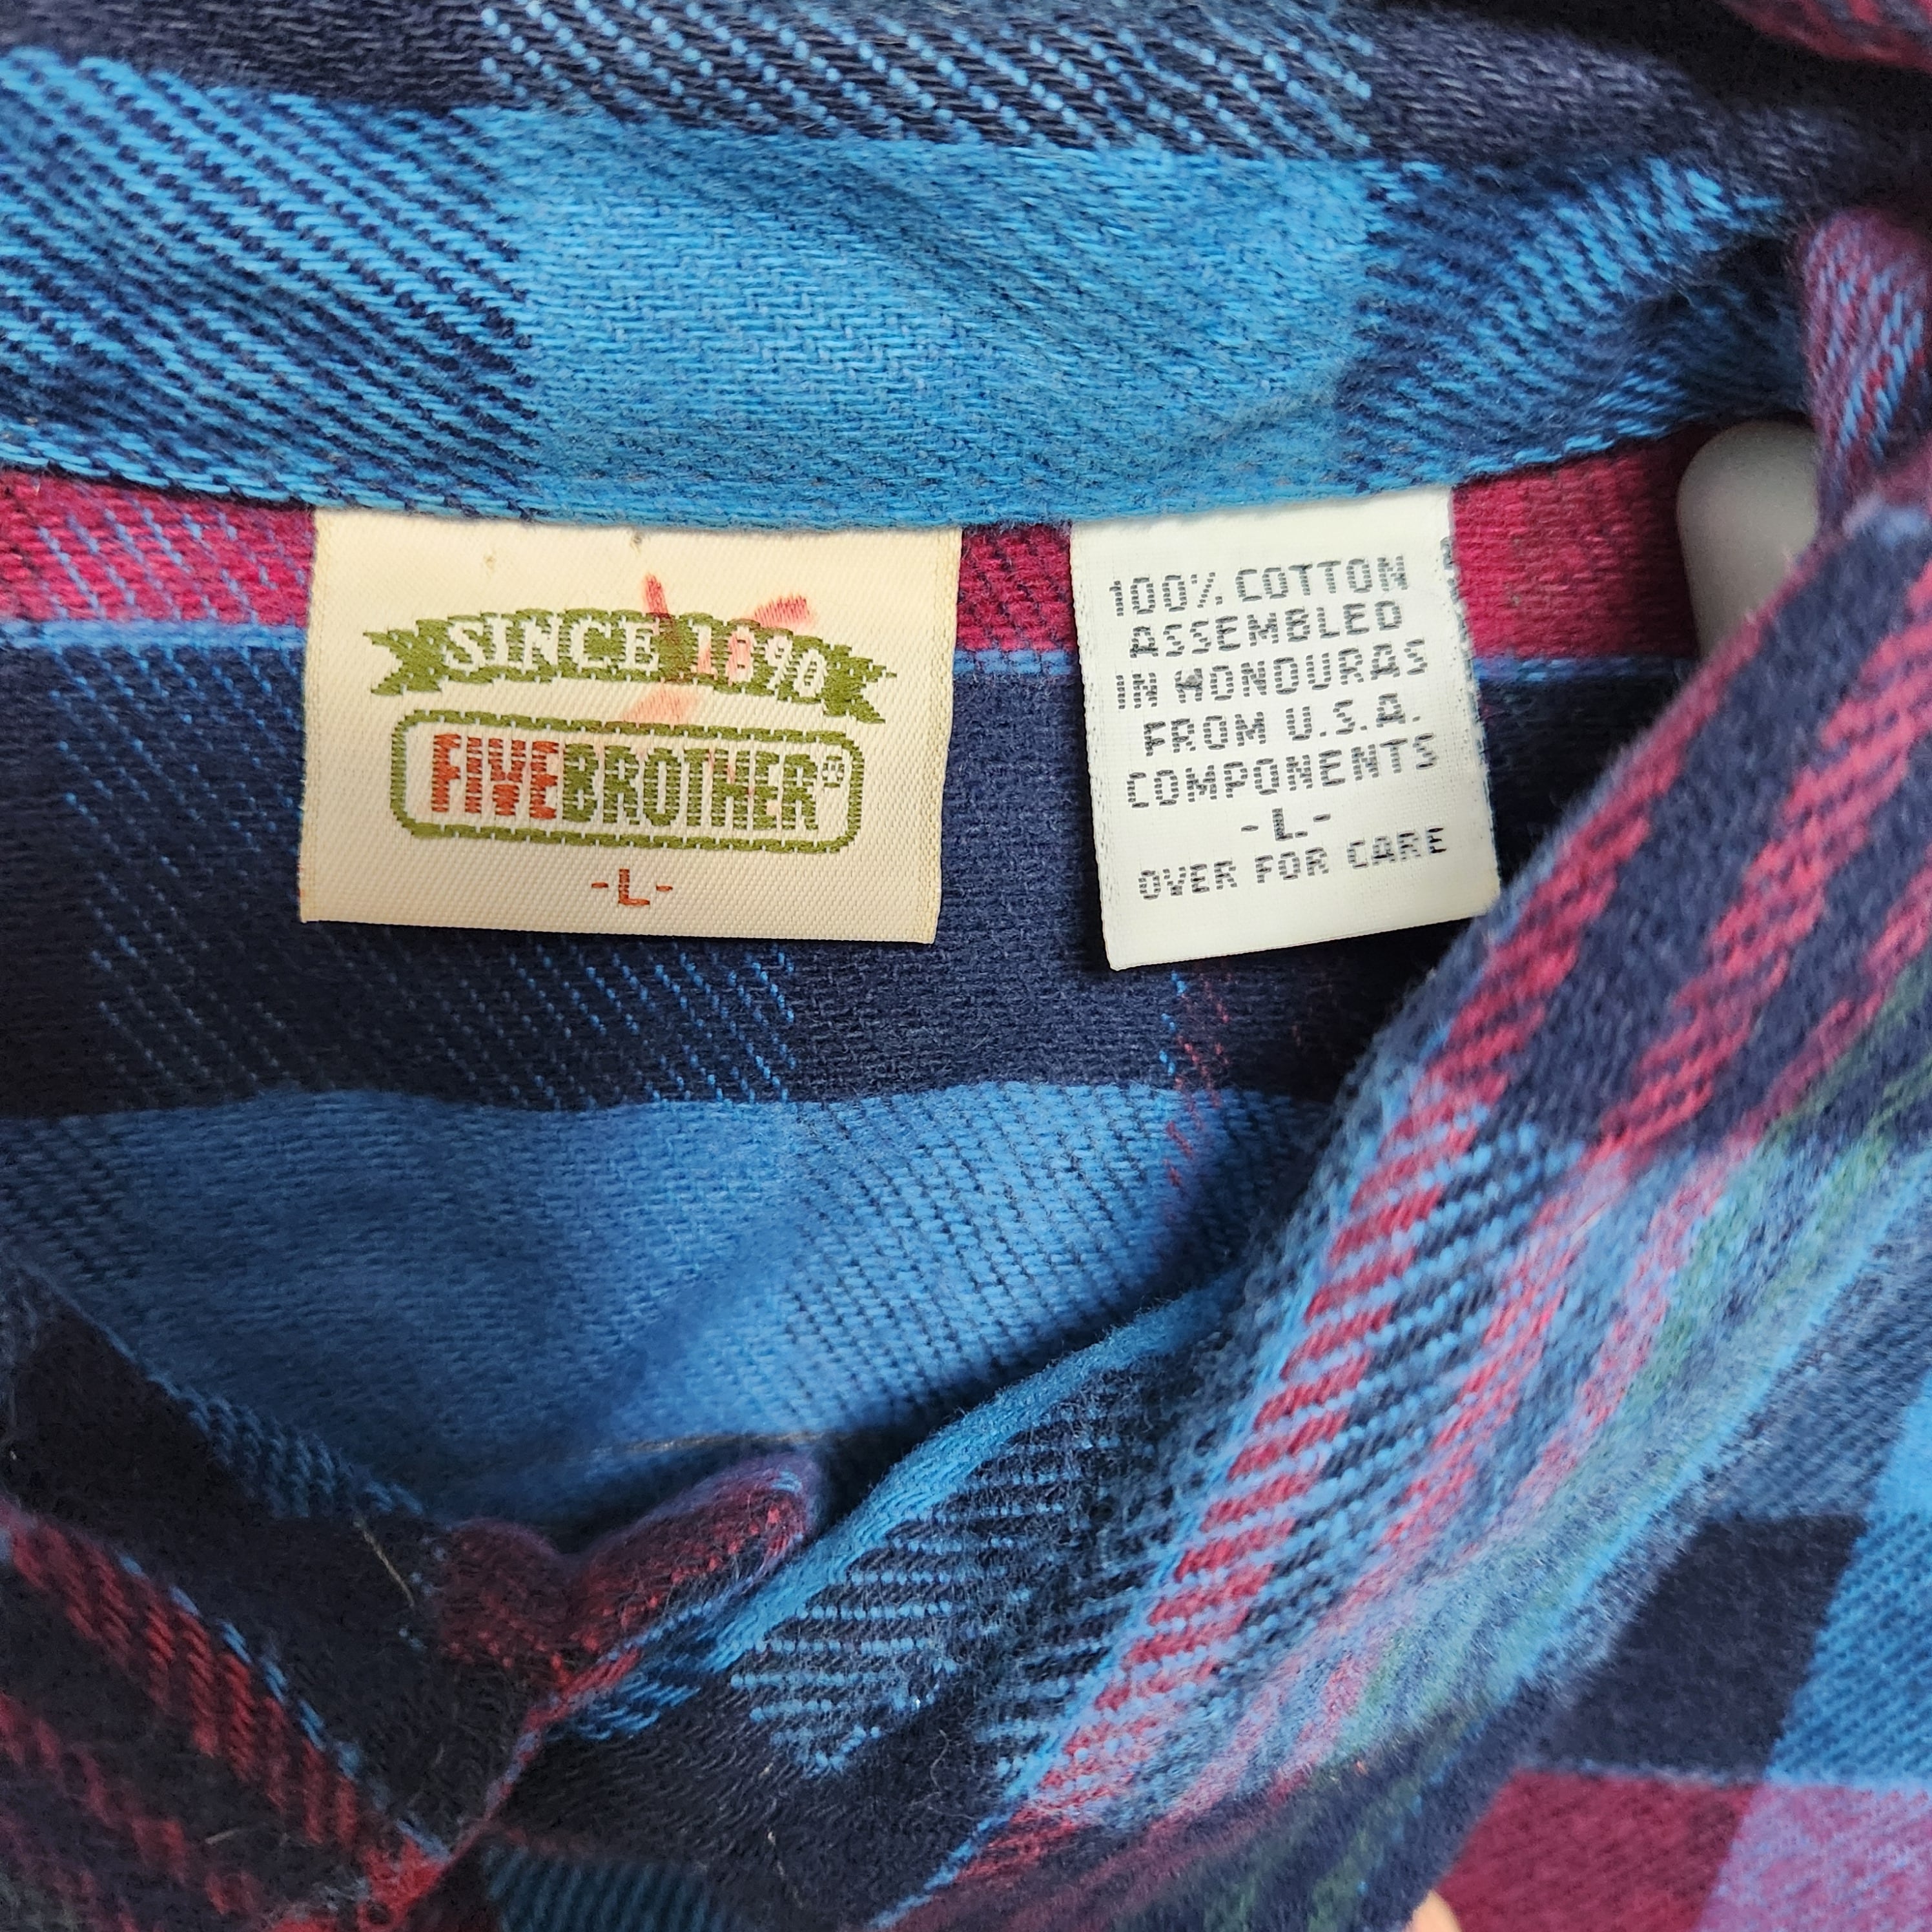 SINCE 1890
FIVEBROTHER®
-L-
100% COTTON
ASSEMBLED
IN HONDURAS
FROM U.S.A.
COMPONENTS
-L-
OVER FOR CARE